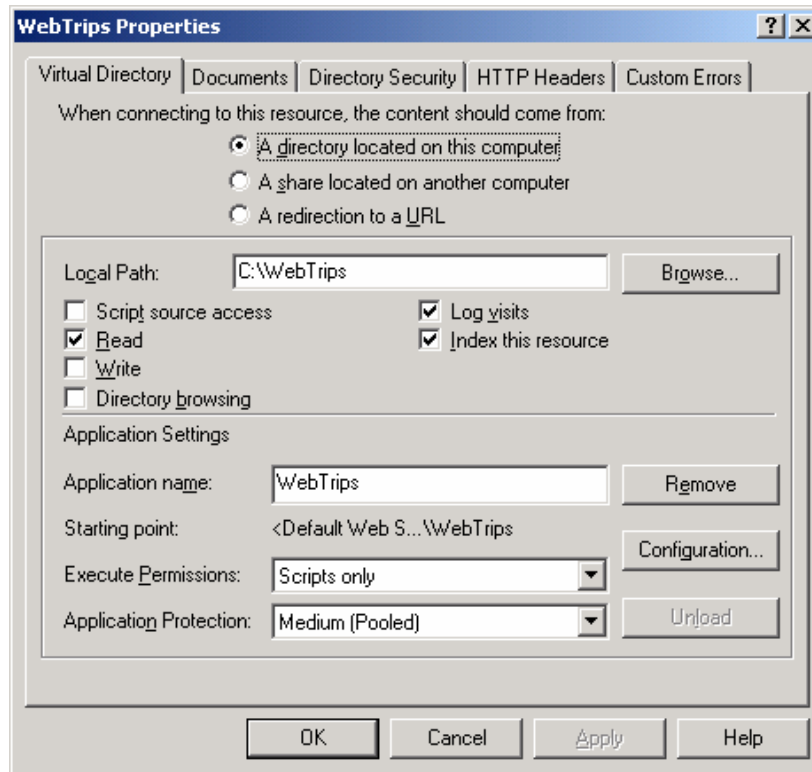 WebTrips Properties
Virtual Directory Documents Directory Security HTTP Headers Custom Errors
When connecting to this resource, the content should come from:
A directory located on this computer
A share located on another computer
A redirection to a URL
Local Path: C:\WebTrips Browse...
Script source access Log visits
Read Index this resource
Write
Directory browsing
Application Settings
Application name: WebTrips Remove
Starting point: <Default Web S...\WebTrips
Configuration...
Execute Permissions: Scripts only
Application Protection: Medium (Pooled) Unload
OK Cancel Apply Help